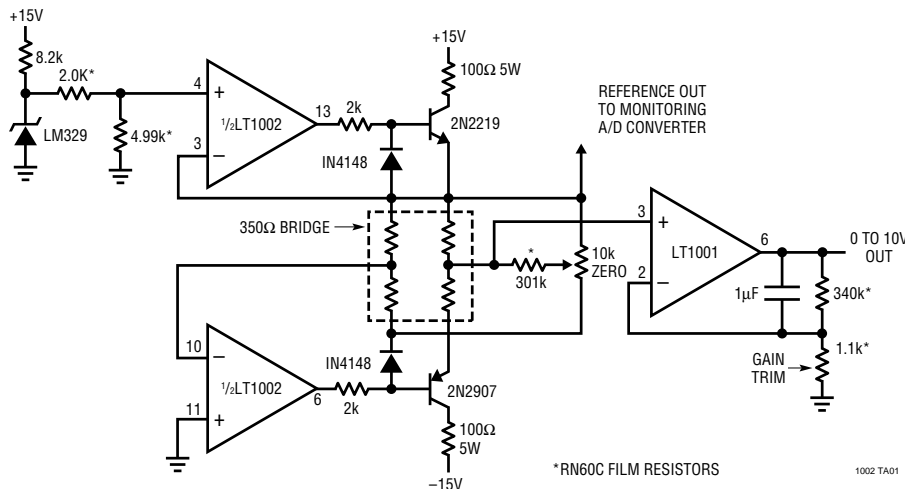 +15V
8.2k
2.0K*
LM329
4.99k*
4
+
3
–
½LT1002
13
2k
IN4148
+15V
100Ω 5W
2N2219
REFERENCE OUT
TO MONITORING
A/D CONVERTER
350Ω BRIDGE
*
301k
10k
ZERO
3
+
2
–
LT1001
6
0 TO 10V
OUT
1µF
340k*
1.1k*
GAIN
TRIM
10
–
11
+
½LT1002
6
2k
IN4148
2N2907
100Ω
5W
–15V
*RN60C FILM RESISTORS
1002 TA01